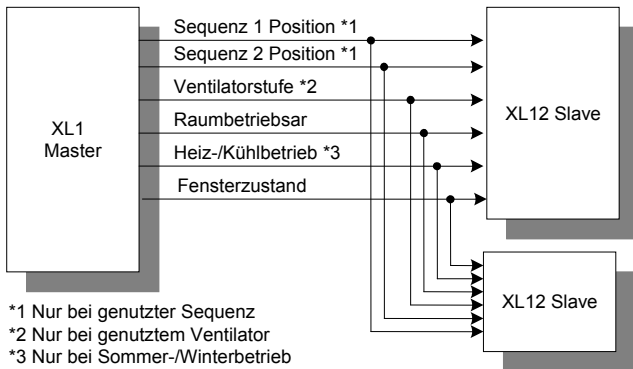 Sequenz 1 Position *1
Sequenz 2 Position *1
Ventilatorstufe *2
Raumbetriebsar
Heiz-/Kühlbetrieb *3
Fensterzustand
XL1
Master
XL12 Slave
XL12 Slave
*1 Nur bei genutzter Sequenz
*2 Nur bei genutztem Ventilator
*3 Nur bei Sommer-/Winterbetrieb